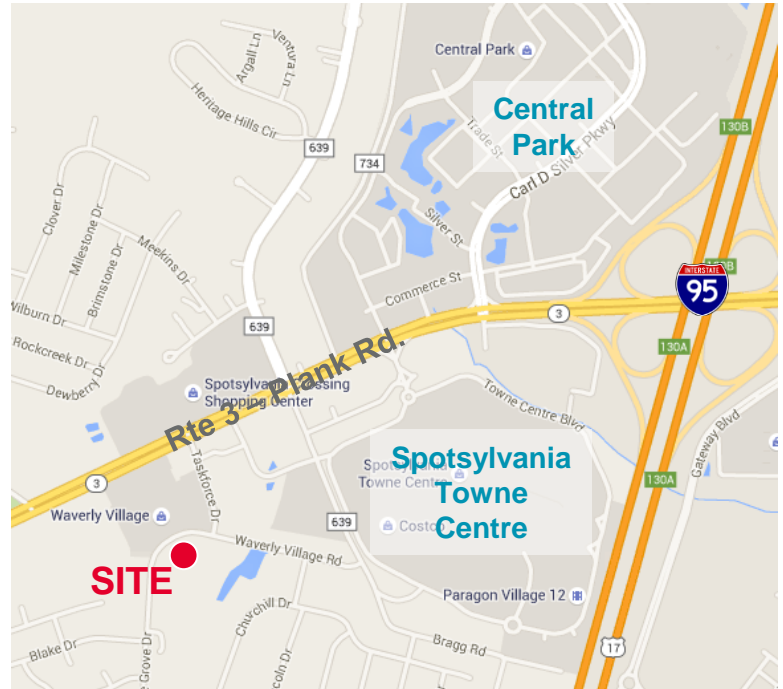 Argall Ln
Ventura Ln
Heritage Hills Cir
Central Park
Central
Park
Trade St
Carl D Silver Pkwy
130B
639
734
Clover Dr
Milestone Dr
Meekins Dr
Brimstone Dr
Silver St
Commerce St
INTERSTATE
95
3
639
Wilburn Dr
Rockcreek Dr
Dewberry Dr
130A
Rte 3 – Plank Rd.
Spotsylvania Crossing
Shopping Center
Towne Centre Blvd
Gateway Blvd
Spotsylvania
Towne
Centre
Spotsylvania
Towne Centre
Costco
130A
3
Taskforce Dr
Waverly Village
639
Waverly Village Rd
SITE
Paragon Village 12
Churchill Dr
Bragg Rd
17
Blake Dr
Grove Dr
coln Dr